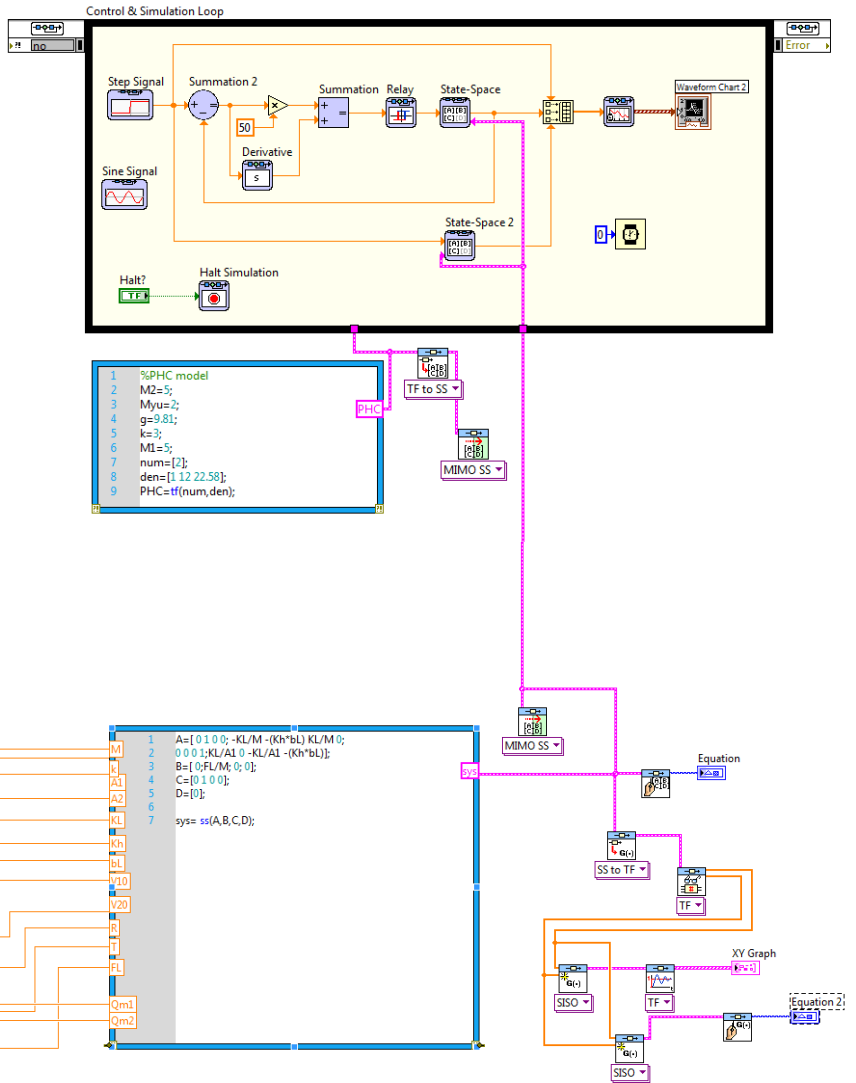 Control & Simulation Loop
no
Error
Step Signal
Summation 2
Summation
Relay
State-Space
Waveform Chart 2
50
Derivative
s
Sine Signal
State-Space 2
0
Halt?
TF
Halt Simulation
1 %PHC model
2 M2=5;
3 Myu=2;
4 g=9.81;
5 k=3;
6 M1=5;
7 num=[2];
8 den=[1 12 22.58];
9 PHC=tf(num,den);
PHC
TF to SS
MIMO SS
MIMO SS
M
k
A1
A2
KL
Kh
bL
V10
V20
R
T
FL
Qm1
Qm2
1 A=[ 0 1 0 0; -KL/M -(Kh*bL) KL/M 0;
2 0 0 0 1;KL/A1 0 -KL/A1 -(Kh*bL)];
3 B=[ 0;FL/M; 0; 0];
4 C=[0 1 0 0];
5 D=[0];
6
7 sys= ss(A,B,C,D);
sys
Equation
SS to TF
TF
XY Graph
SISO
TF
Equation 2
SISO